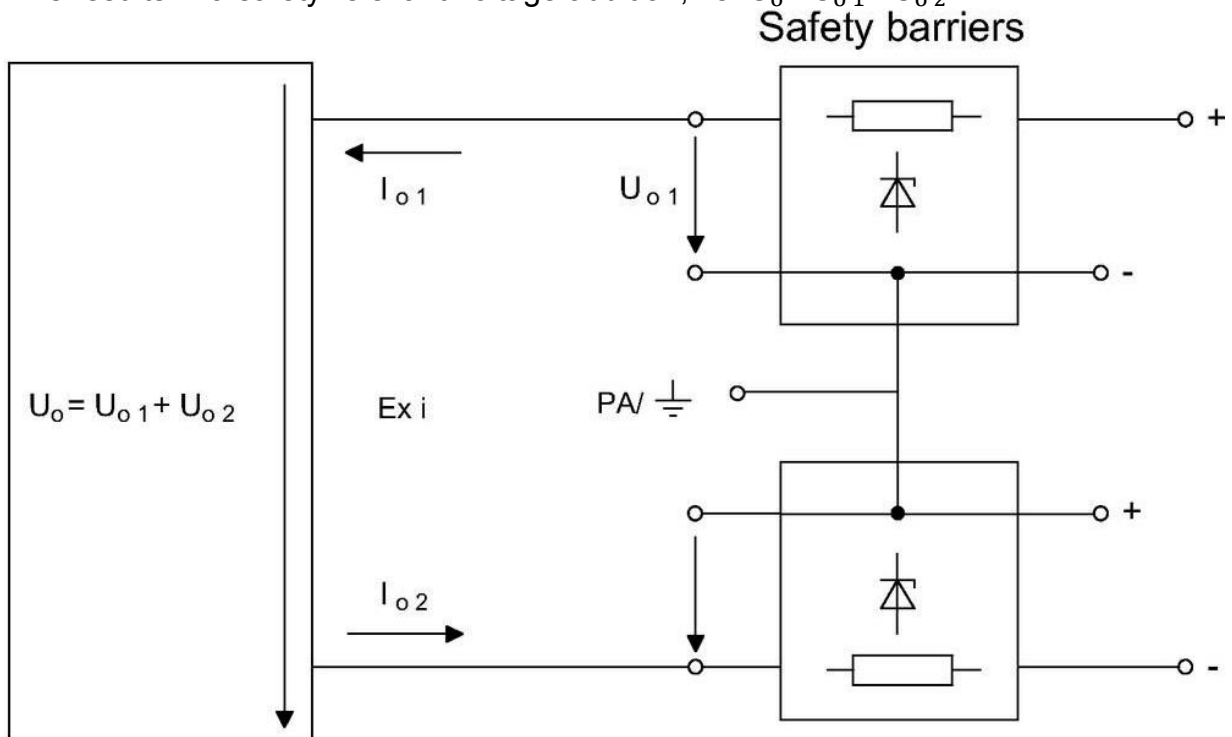 Safety barriers
+
I o 1
U o 1
-
U o = U o 1 + U o 2
Ex i
PA/
+
I o 2
-